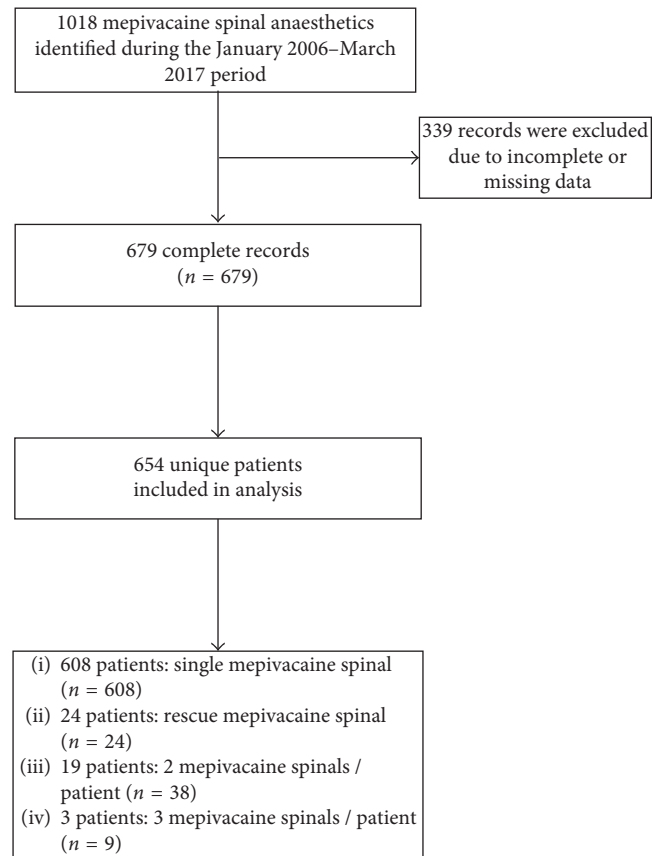 1018 mepivacaine spinal anaesthetics
identified during the January 2006–March
2017 period
339 records were excluded
due to incomplete or
missing data
679 complete records
(n = 679)
654 unique patients
included in analysis
(i) 608 patients: single mepivacaine spinal
(n = 608)
(ii) 24 patients: rescue mepivacaine spinal
(n = 24)
(iii) 19 patients: 2 mepivacaine spinals /
patient (n = 38)
(iv) 3 patients: 3 mepivacaine spinals / patient
(n = 9)